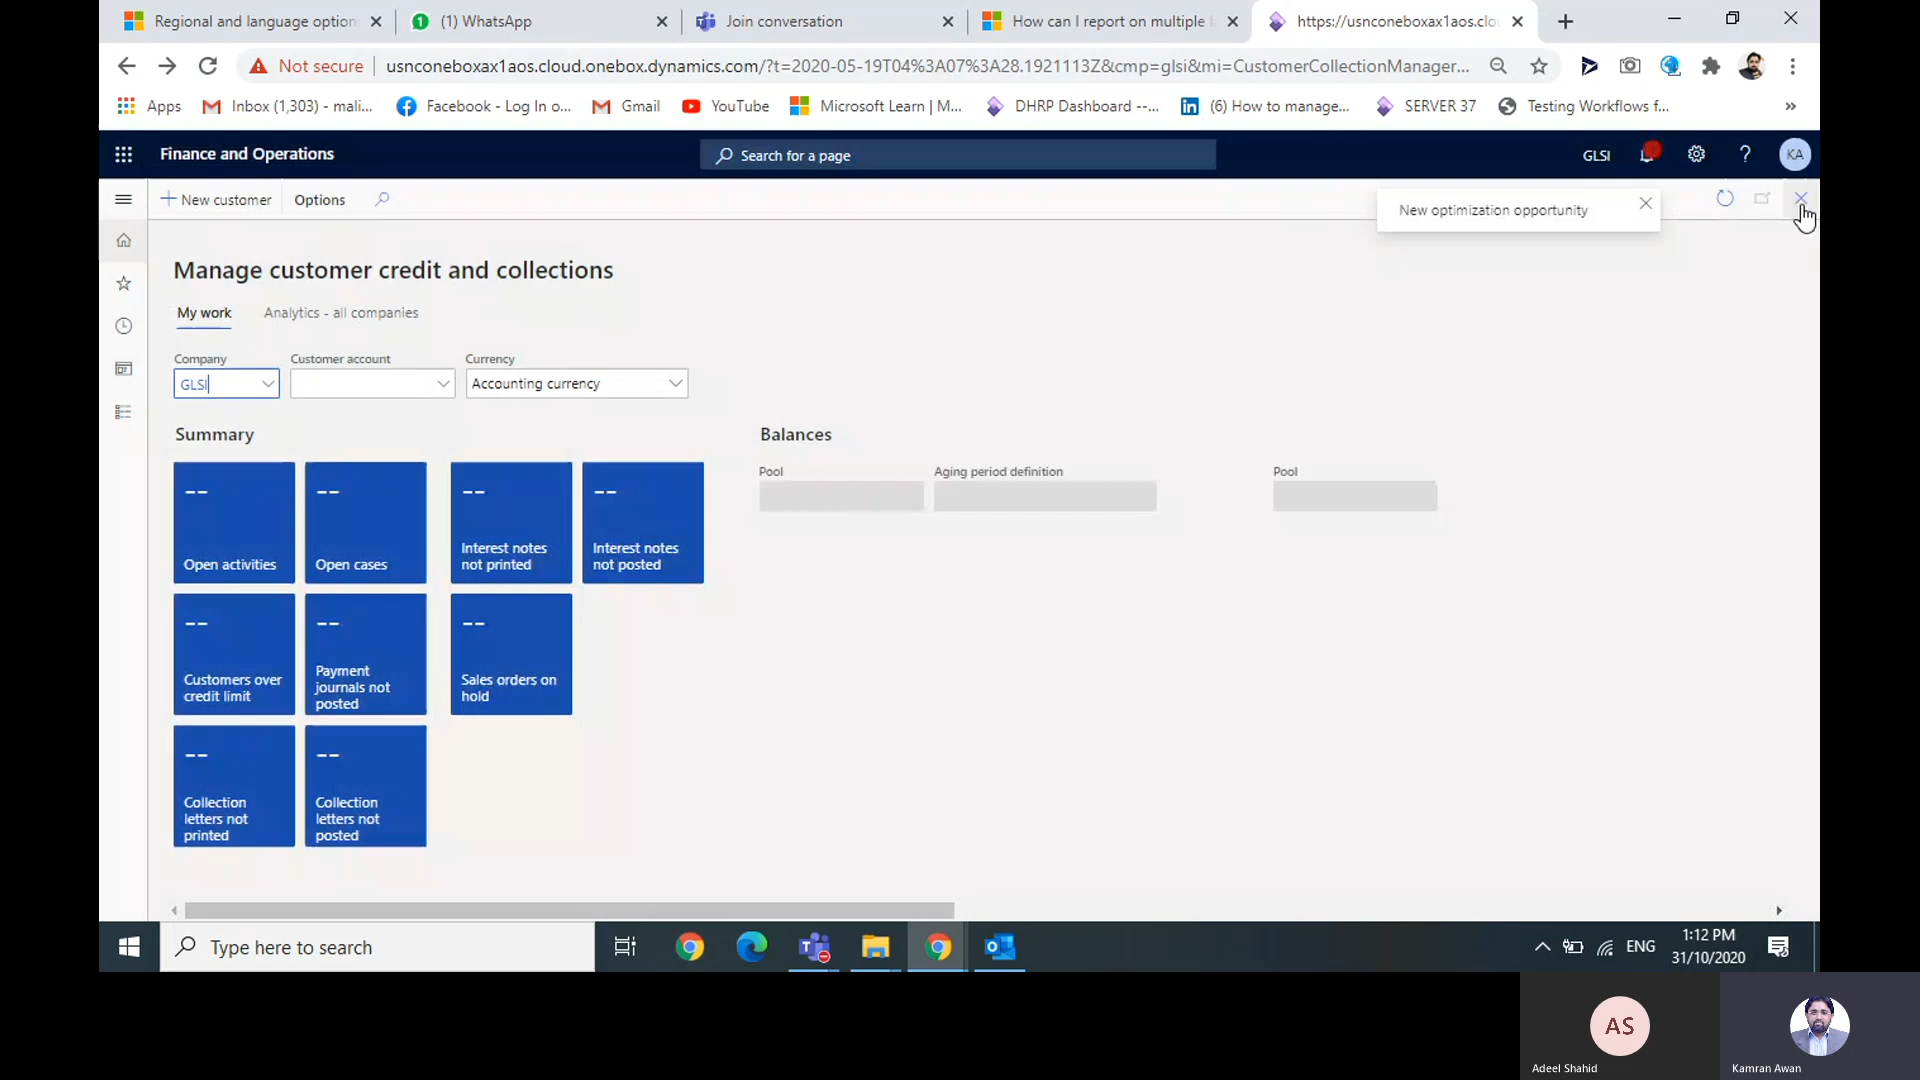 Regional and language option
(1) WhatsApp
Join conversation
How can I report on multiple l
https://usnconeboxax1aos.clo
Not secure
usnconeboxax1aos.cloud.onebox.dynamics.com/?t=2020-05-19T04%3A07%3A28.1921113Z&cmp=glsi&mi=CustomerCollectionManager...
Apps
Inbox (1,303) - mali...
Facebook - Log In o...
Gmail
YouTube
Microsoft Learn | M...
DHRP Dashboard --...
(6) How to manage...
SERVER 37
Testing Workflows f...
»
Finance and Operations
Search for a page
GLSI
?
KA
New customer
Options
New optimization opportunity
Manage customer credit and collections
My work
Analytics - all companies
Company
Customer account
Currency
GLSI
Accounting currency
Summary
Balances
Pool
Aging period definition
Pool
--
Open activities
--
Open cases
--
Interest notes
not printed
--
Interest notes
not posted
--
Customers over
credit limit
--
Payment
journals not
posted
--
Sales orders on
hold
--
Collection
letters not
printed
--
Collection
letters not
posted
Type here to search
ENG
1:12 PM
31/10/2020
AS
Adeel Shahid
Kamran Awan